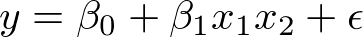 y = β₀ + β₁x₁x₂ + ϵ